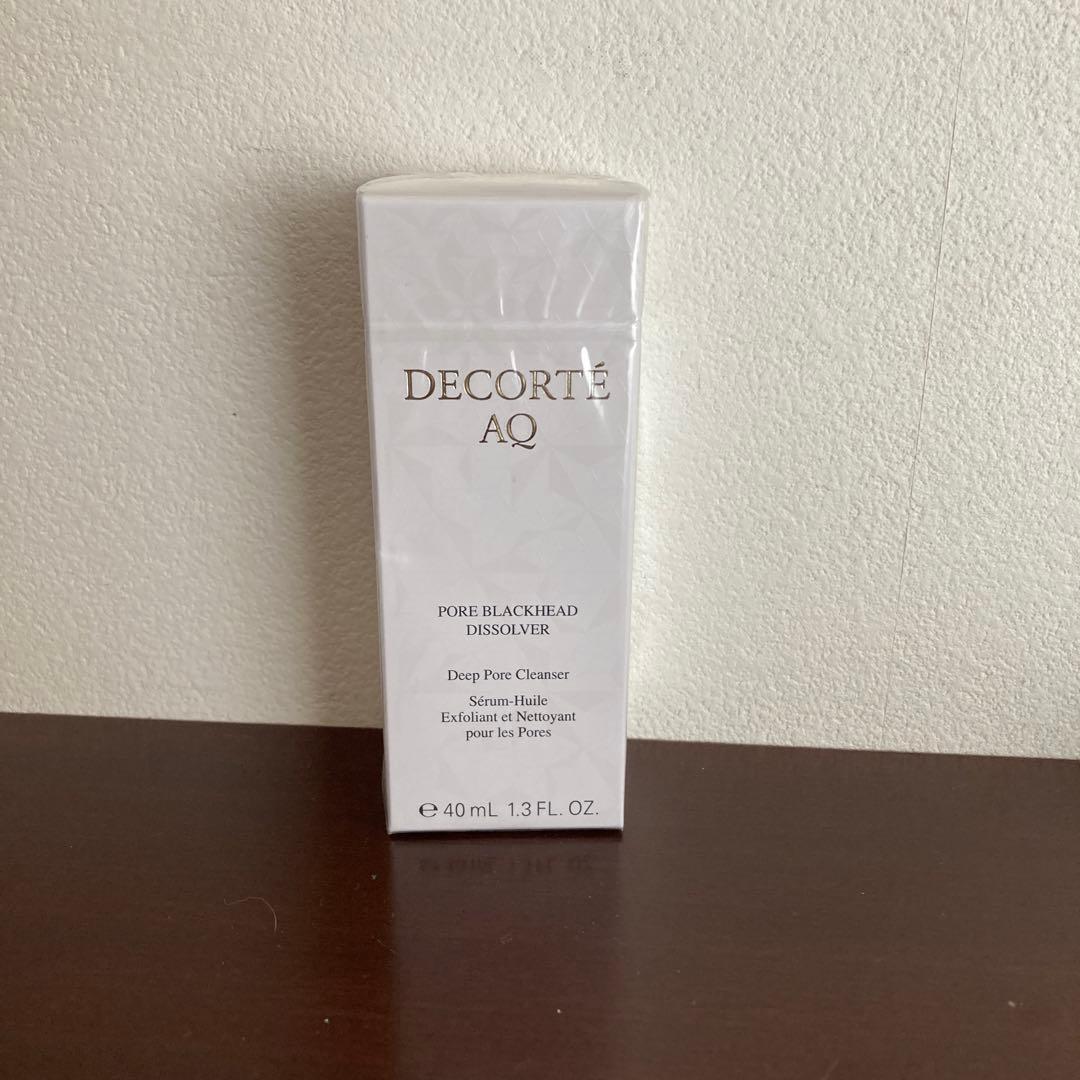 DECORTÉ
AQ
PORE BLACKHEAD
DISSOLVER
Deep Pore Cleanser
Sérum-Huile
Exfoliant et Nettoyant
pour les Pores
℮ 40 mL 1.3 FL. OZ.